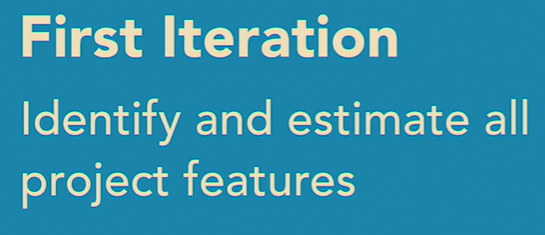 First Iteration
Identify and estimate all
project features